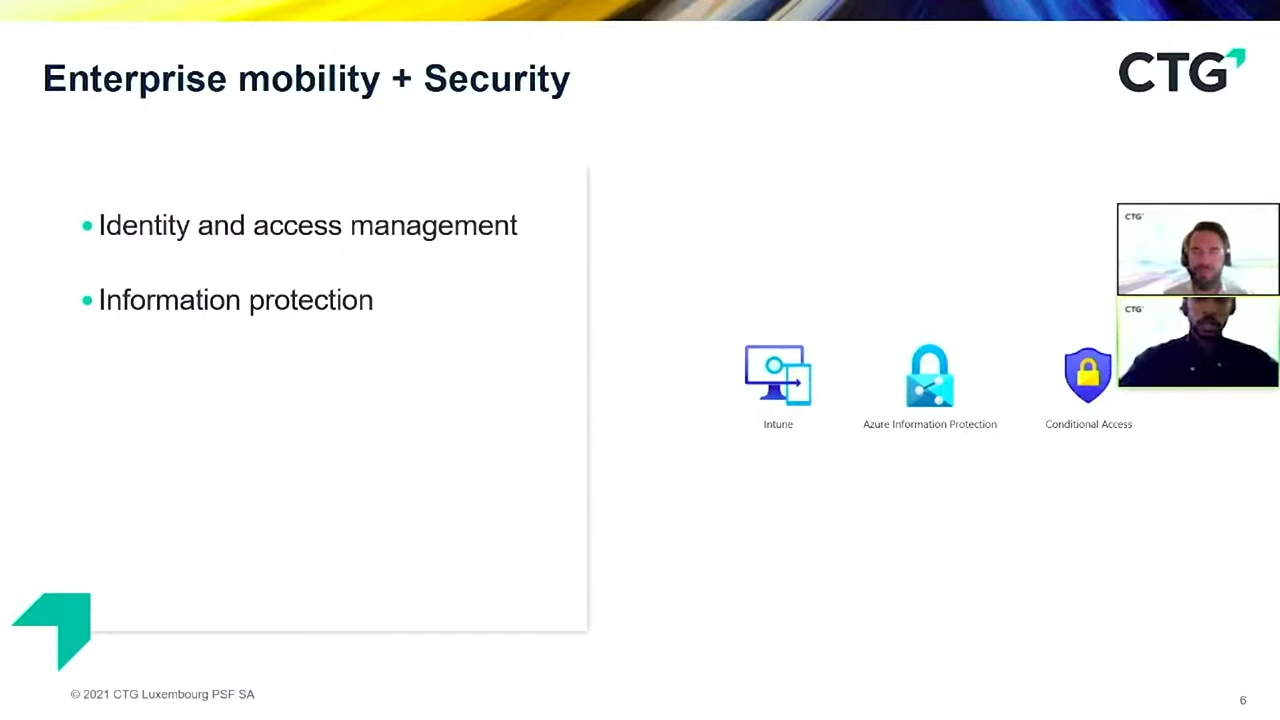 Enterprise mobility + Security
CTG
• Identity and access management
• Information protection
CTG
CTG
Intune
Azure Information Protection
Conditional Access
© 2021 CTG Luxembourg PSF SA
6